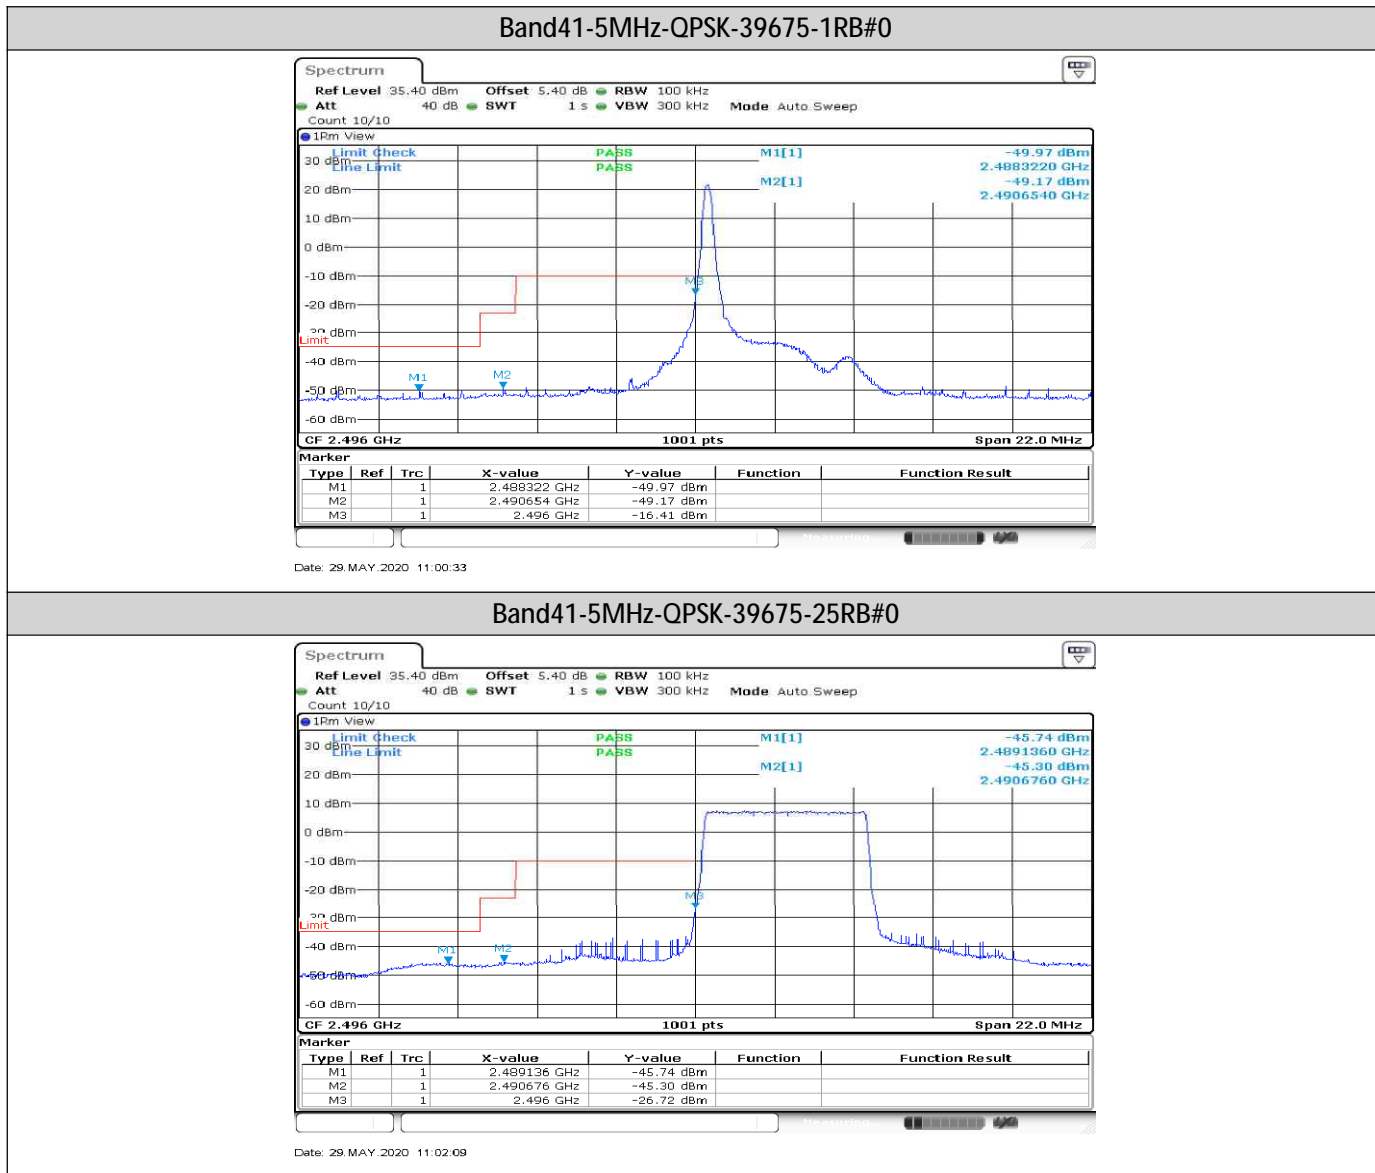 Band41-5MHz-QPSK-39675-1RB#0
Spectrum
Ref Level 35.40 dBm Offset 5.40 dB RBW 100 kHz
Att 40 dB SWT 1 s VBW 300 kHz Mode Auto Sweep
Count 10/10
1Rm View
Limit Check PASS M1[1] -49.97 dBm
30 dBm
Line Limit PASS 2.4883220 GHz
M2[1] -49.17 dBm
20 dBm
2.4906540 GHz
10 dBm
0 dBm
-10 dBm
M3
-20 dBm
-30 dBm
Limit
-40 dBm
M1 M2
-50 dBm
-60 dBm
CF 2.496 GHz 1001 pts Span 22.0 MHz
Marker
Type Ref Trc X-value Y-value Function Function Result
M1 1 2.488322 GHz -49.97 dBm
M2 1 2.490654 GHz -49.17 dBm
M3 1 2.496 GHz -16.41 dBm
Measuring
Date: 29.MAY.2020 11:00:33
Band41-5MHz-QPSK-39675-25RB#0
Spectrum
Ref Level 35.40 dBm Offset 5.40 dB RBW 100 kHz
Att 40 dB SWT 1 s VBW 300 kHz Mode Auto Sweep
Count 10/10
1Rm View
Limit Check PASS M1[1] -45.74 dBm
30 dBm
Line Limit PASS 2.4891360 GHz
M2[1] -45.30 dBm
20 dBm
2.4906760 GHz
10 dBm
0 dBm
-10 dBm
-20 dBm
M3
-30 dBm
Limit
-40 dBm
M1 M2
-50 dBm
-60 dBm
CF 2.496 GHz 1001 pts Span 22.0 MHz
Marker
Type Ref Trc X-value Y-value Function Function Result
M1 1 2.489136 GHz -45.74 dBm
M2 1 2.490676 GHz -45.30 dBm
M3 1 2.496 GHz -26.72 dBm
Measuring
Date: 29.MAY.2020 11:02:09